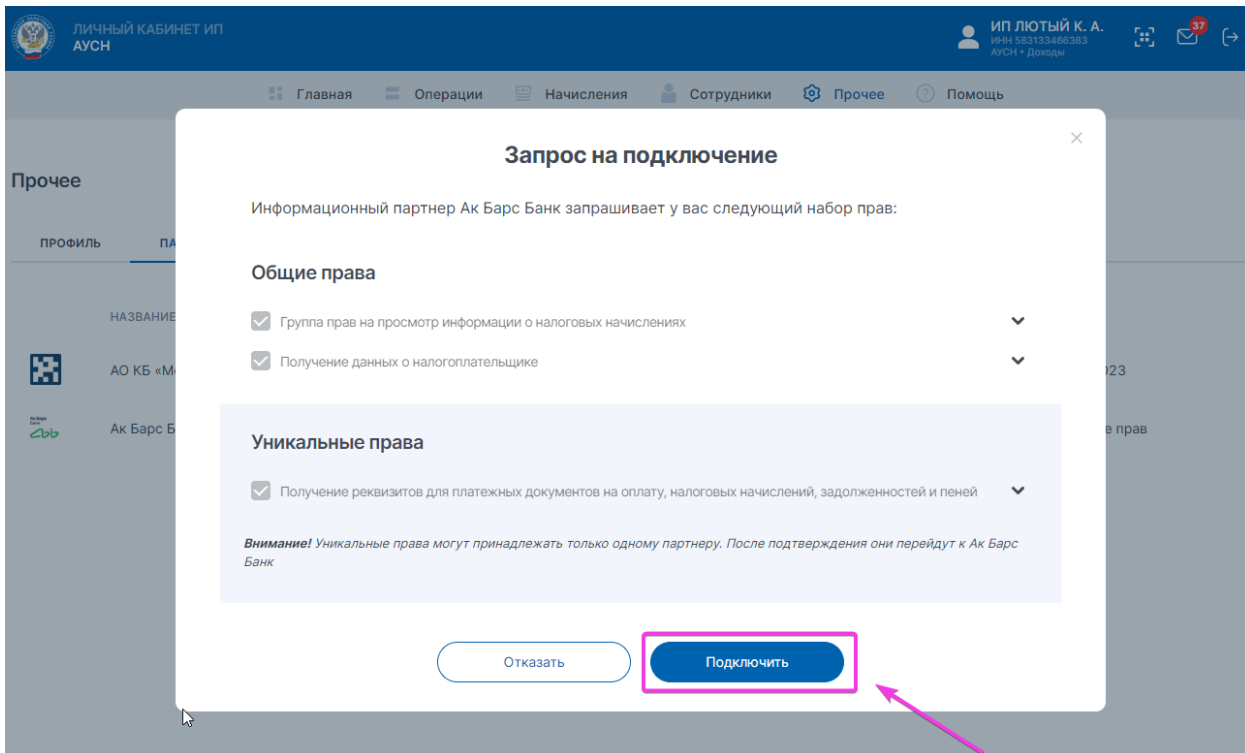 ЛИЧНЫЙ КАБИНЕТ ИП
АУСН
ИП ЛЮТЫЙ К. А.
ИНН 583133466383
АУСН • Доходы
37
Главная
Операции
Начисления
Сотрудники
Прочее
Помощь
Запрос на подключение
Прочее
Информационный партнер Ак Барс Банк запрашивает у вас следующий набор прав:
ПРОФИЛЬ
ПА
Общие права
НАЗВАНИЕ
Группа прав на просмотр информации о налоговых начислениях
Получение данных о налогоплательщике
АО КБ «М
023
Ак Барс Банк
Ак Барс Б
е прав
Уникальные права
Получение реквизитов для платежных документов на оплату, налоговых начислений, задолженностей и пеней
Внимание! Уникальные права могут принадлежать только одному партнеру. После подтверждения они перейдут к Ак Барс
Банк
Отказать
Подключить